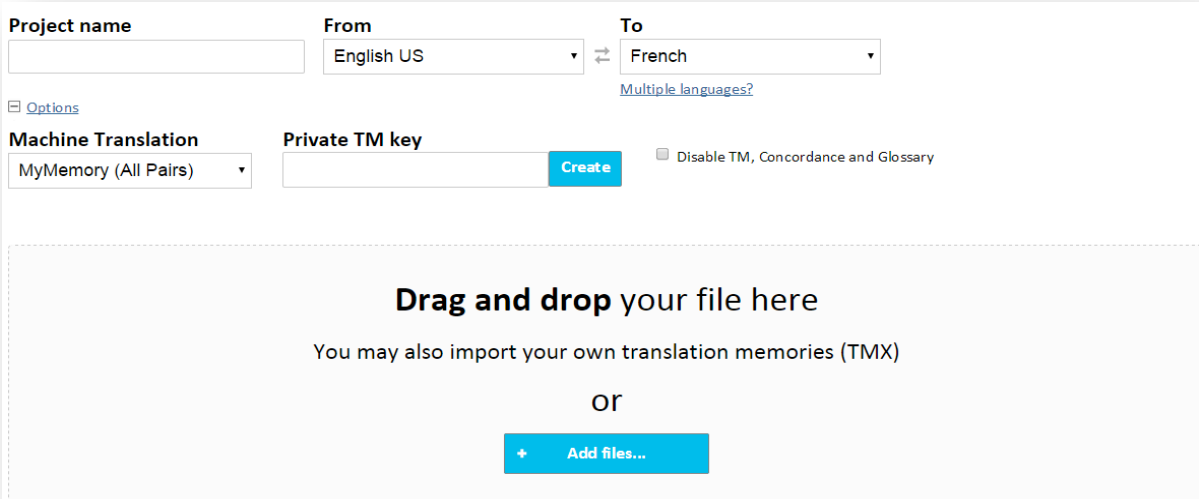 Project name From To
English US French
Multiple languages?
Options
Machine Translation Private TM key
MyMemory (All Pairs) Create Disable TM, Concordance and Glossary
Drag and drop your file here
You may also import your own translation memories (TMX)
or
+ Add files...